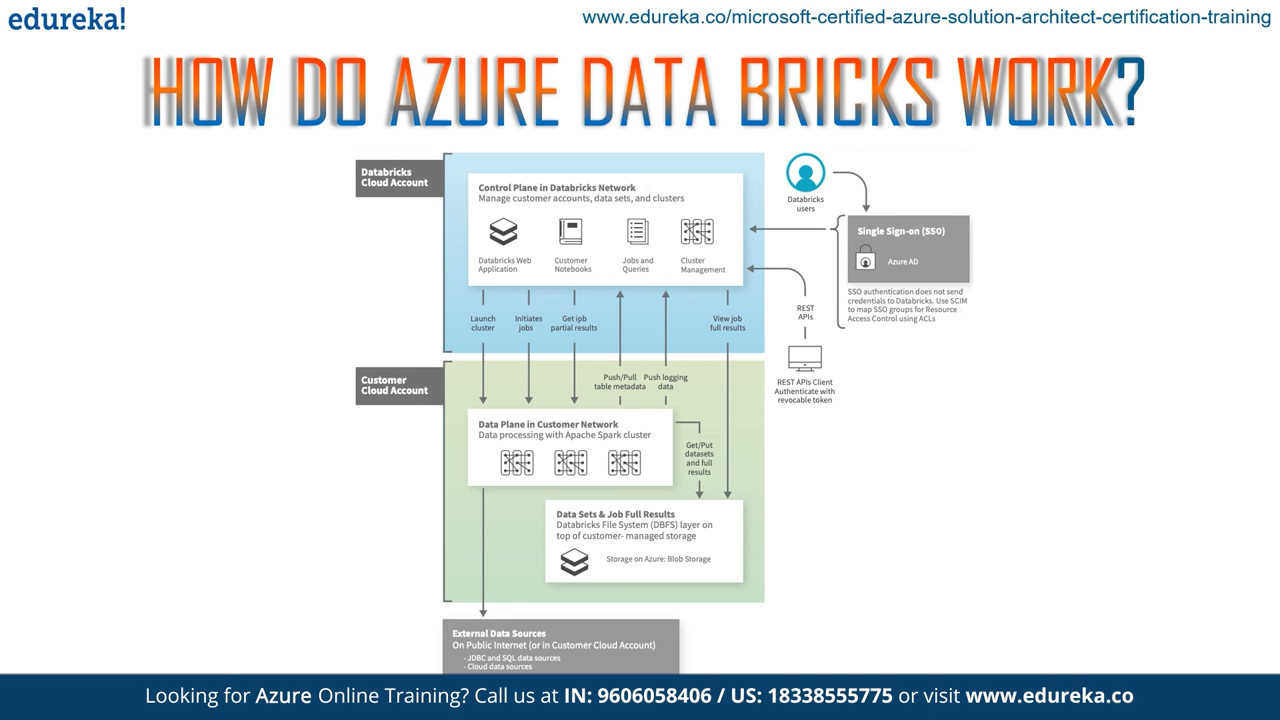 edureka!
www.edureka.co/microsoft-certified-azure-solution-architect-certification-training
HOW DO AZURE DATA BRICKS WORK?
Databricks
Cloud Account
Control Plane in Databricks Network
Manage customer accounts, data sets, and clusters
Databricks Web
Application
Customer
Notebooks
Jobs and
Queries
Cluster
Management
Launch
cluster
Initiates
jobs
Get ipb
partial results
View job
full results
Databricks
users
Single Sign-on (SSO)
Azure AD
SSO authentication does not send
credentials to Databricks. Use SCIM
to map SSO groups for Resource
Access Control using ACLs
REST
APIs
REST APIs Client
Authenticate with
revocable token
Customer
Cloud Account
Push/Pull
table metadata
Push logging
data
Data Plane in Customer Network
Data processing with Apache Spark cluster
Get/Put
datasets
and full
results
Data Sets & Job Full Results
Databricks File System (DBFS) layer on
top of customer- managed storage
Storage on Azure: Blob Storage
External Data Sources
On Public Internet (or in Customer Cloud Account)
- JDBC and SQL data sources
- Cloud data sources
Looking for Azure Online Training? Call us at IN: 9606058406 / US: 18338555775 or visit www.edureka.co